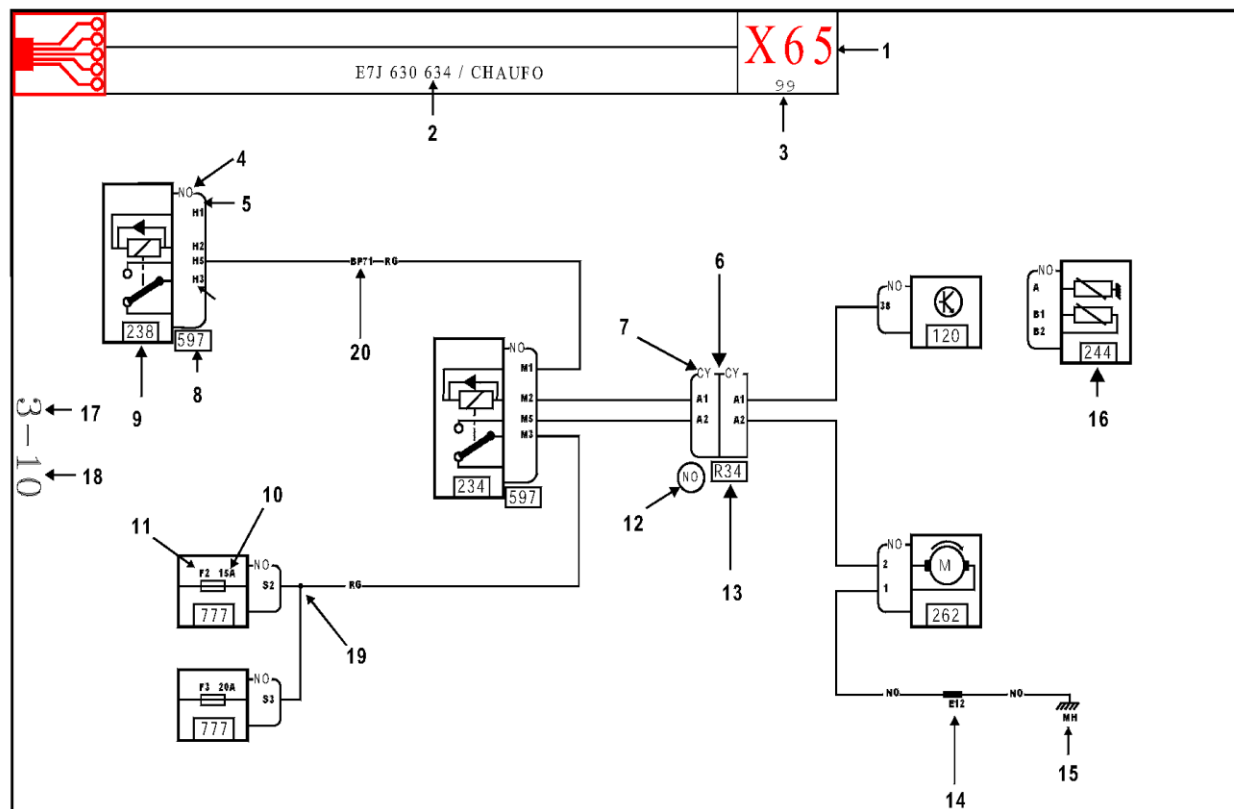 X65
1
E7J 630 634 / CHAUFO
99
2
3
4
NO
5
H1
H2
H5
BP71 RG
H3
6
7
238
597
20
8
9
NO
38
120
NO
A
B1
B2
244
16
NO
M1
M2
M5
M3
234
597
CY CY
A1 A1
A2 A2
NO
R34
12
13
3-10
17
18
11
10
F2 15A
NO
S2
777
RG
19
F3 20A
NO
S3
777
NO
2
1
M
262
NO
E12
NO
MH
14
15